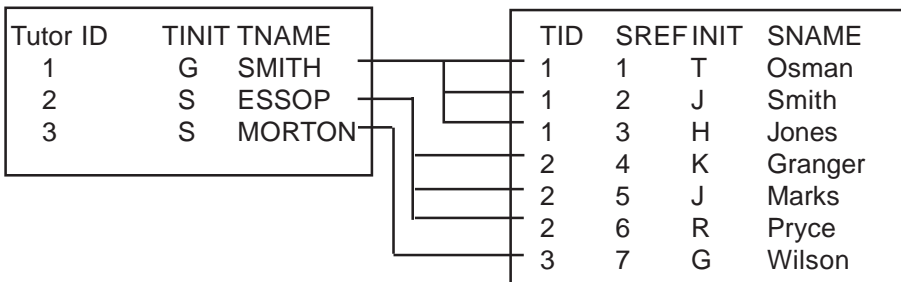 Tutor ID TINIT TNAME
1 G SMITH
2 S ESSOP
3 S MORTON
TID SREF INIT SNAME
1 1 T Osman
1 2 J Smith
1 3 H Jones
2 4 K Granger
2 5 J Marks
2 6 R Pryce
3 7 G Wilson